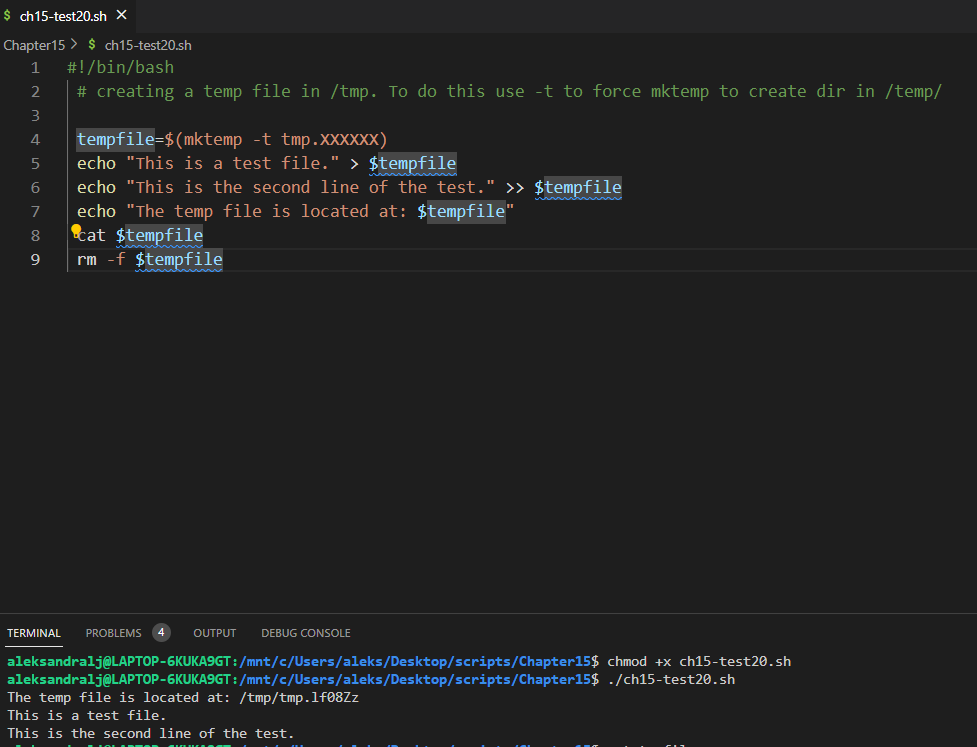 $ ch15-test20.sh ×
Chapter15 > $ ch15-test20.sh
1 #!/bin/bash
2 # creating a temp file in /tmp. To do this use -t to force mktemp to create dir in /temp/
3
4 tempfile=$(mktemp -t tmp.XXXXXX)
5 echo "This is a test file." > $tempfile
6 echo "This is the second line of the test." >> $tempfile
7 echo "The temp file is located at: $tempfile"
8 cat $tempfile
9 rm -f $tempfile
TERMINAL PROBLEMS 4 OUTPUT DEBUG CONSOLE
aleksandralj@LAPTOP-6KUKA9GT:/mnt/c/Users/aleks/Desktop/scripts/Chapter15$ chmod +x ch15-test20.sh
aleksandralj@LAPTOP-6KUKA9GT:/mnt/c/Users/aleks/Desktop/scripts/Chapter15$ ./ch15-test20.sh
The temp file is located at: /tmp/tmp.lf08Zz
This is a test file.
This is the second line of the test.